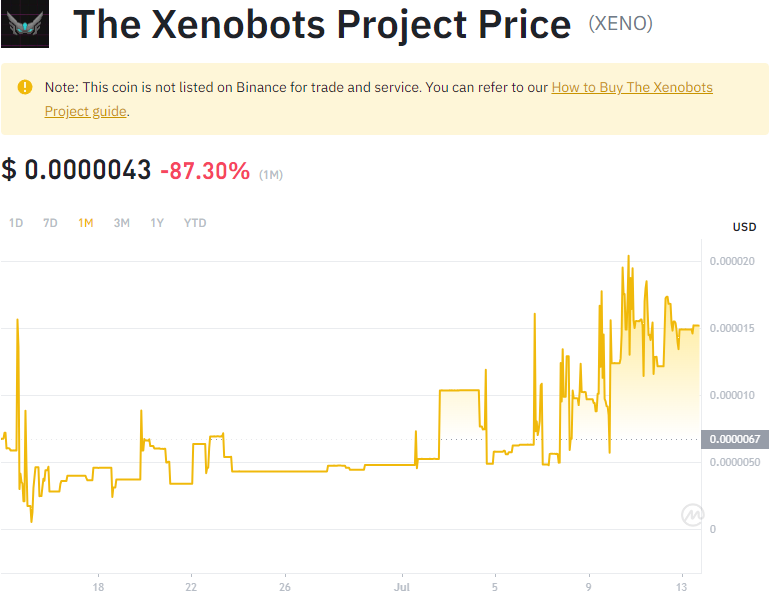 The Xenobots Project Price (XENO)
Note: This coin is not listed on Binance for trade and service. You can refer to our How to Buy The Xenobots
Project guide.
$ 0.0000043 -87.30% (1M)
1D 7D 1M 3M 1Y YTD
USD
0.000020
0.000015
0.000010
0.0000067
0.0000050
0
18 22 26 Jul 5 9 13